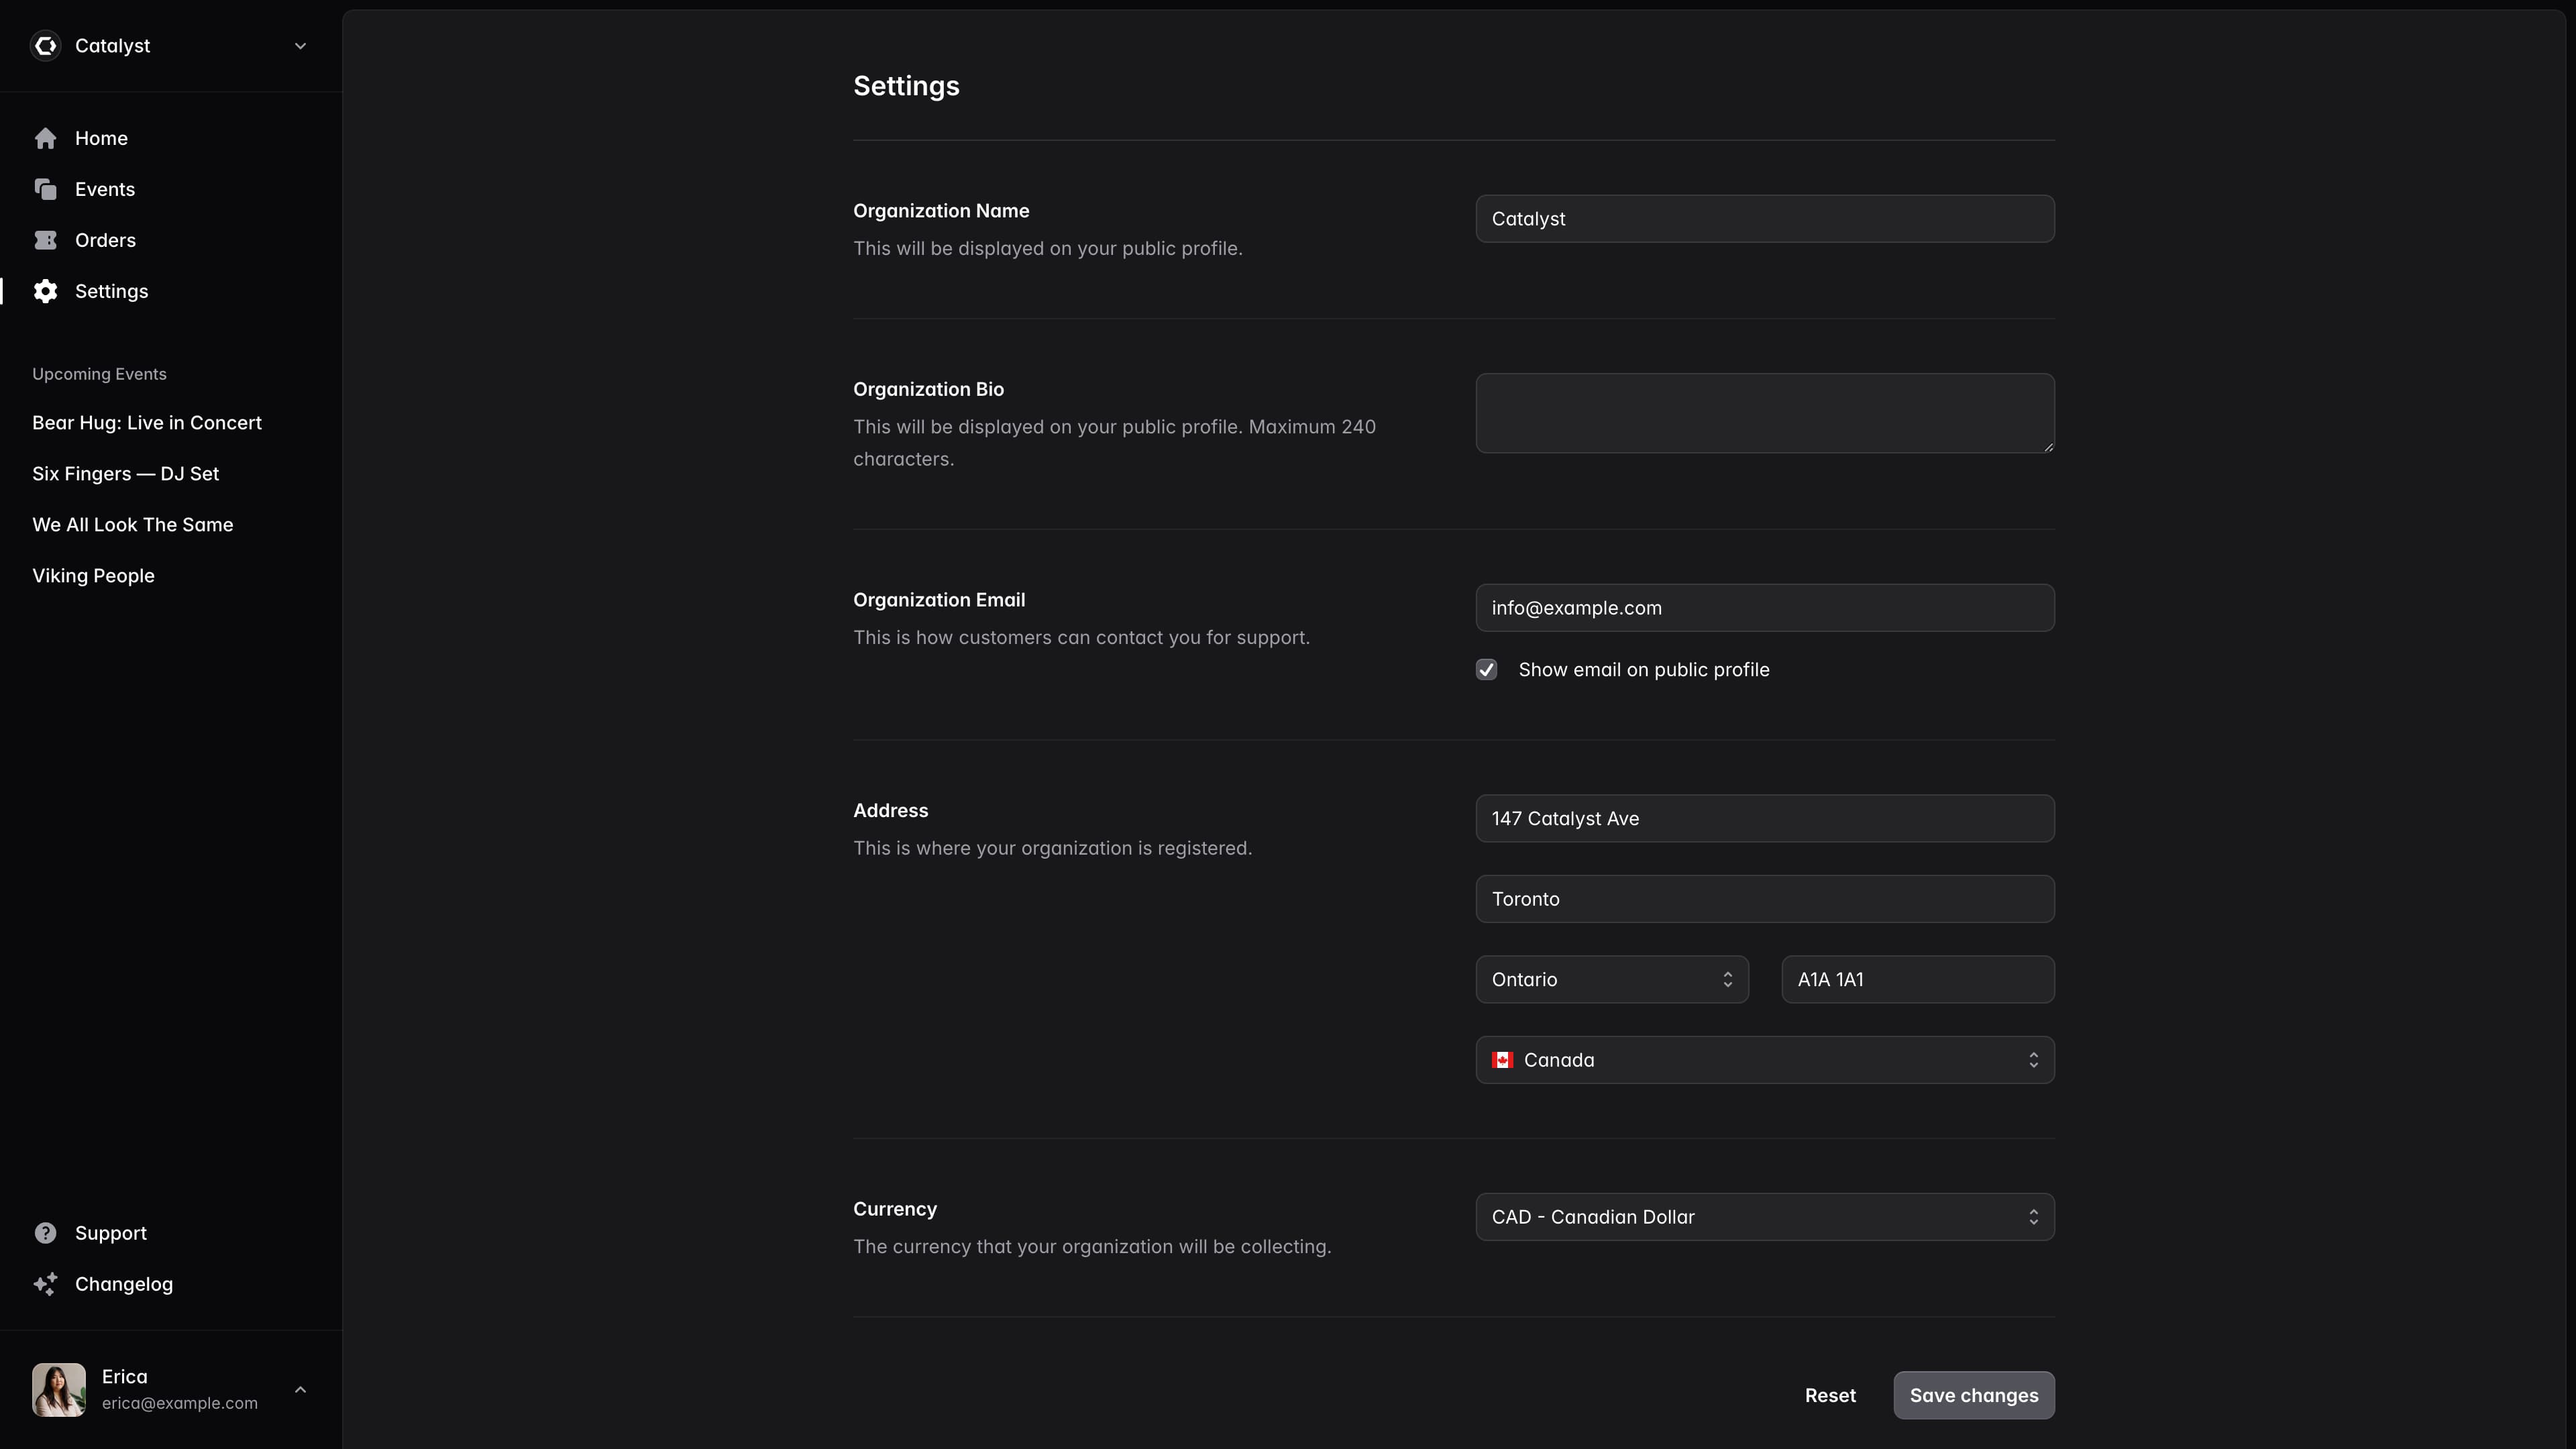 Catalyst
Home
Events
Orders
Settings
Upcoming Events
Bear Hug: Live in Concert
Six Fingers — DJ Set
We All Look The Same
Viking People
Support
Changelog
Erica
erica@example.com
Settings
Organization Name
This will be displayed on your public profile.
Catalyst
Organization Bio
This will be displayed on your public profile. Maximum 240
characters.
Organization Email
This is how customers can contact you for support.
info@example.com
Show email on public profile
Address
This is where your organization is registered.
147 Catalyst Ave
Toronto
Ontario
A1A 1A1
Canada
Currency
The currency that your organization will be collecting.
CAD - Canadian Dollar
Reset
Save changes